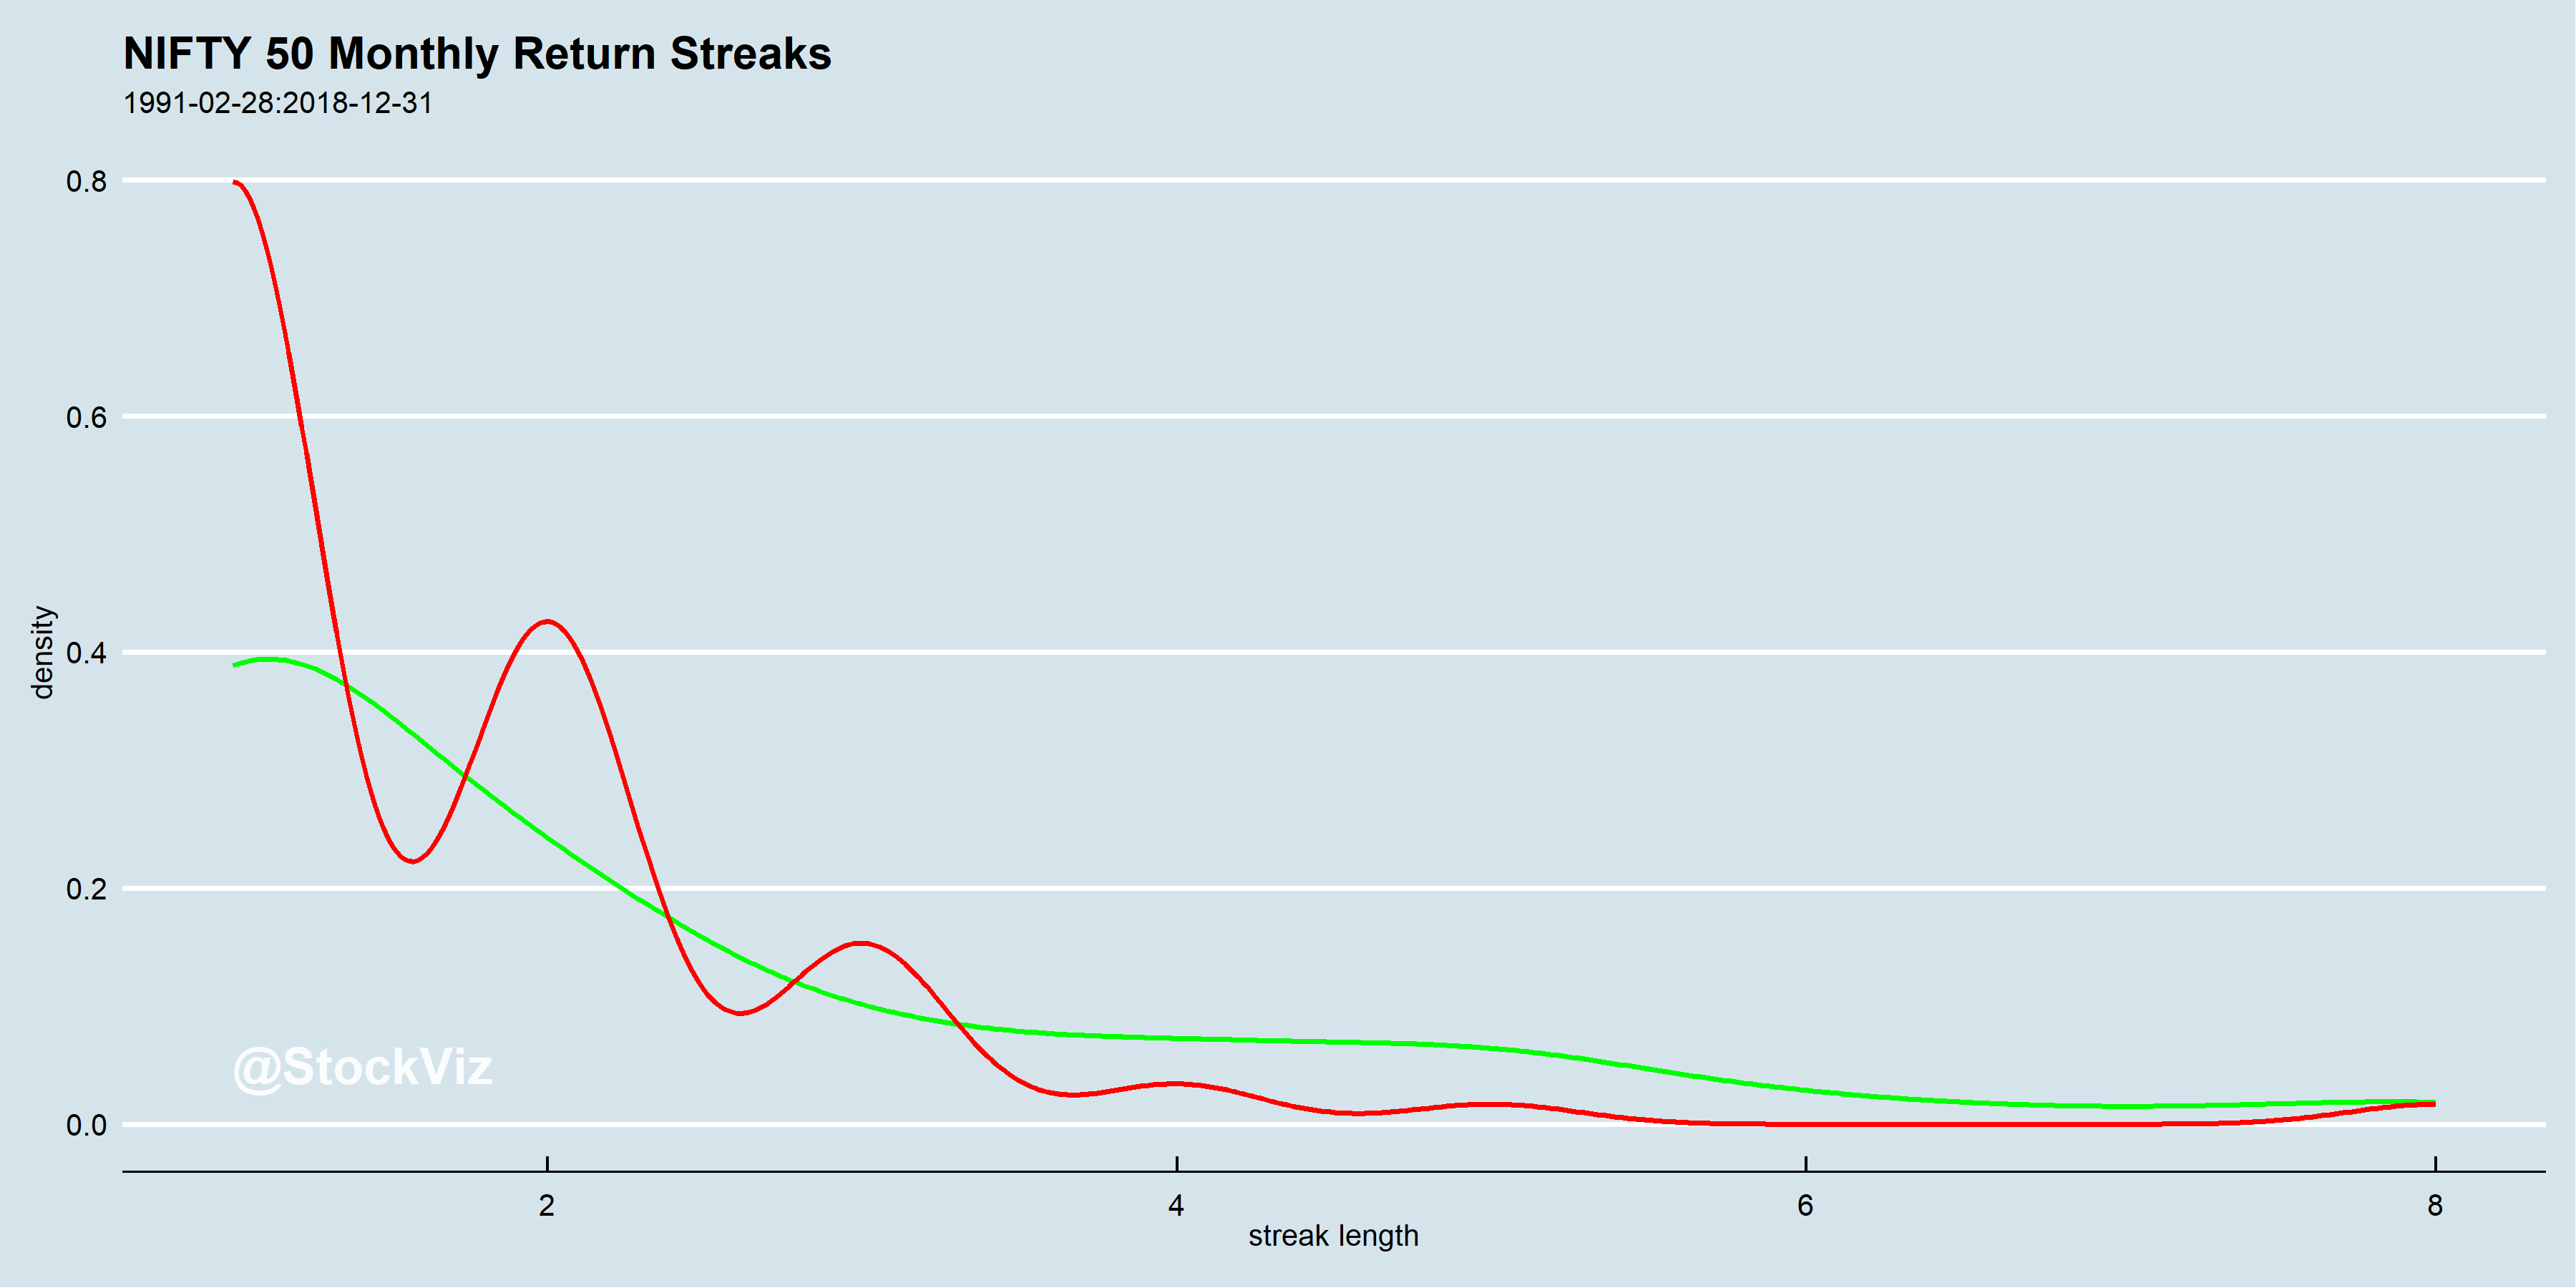 NIFTY 50 Monthly Return Streaks
1991-02-28:2018-12-31
0.8
0.6
0.4
0.2
0.0
density
@StockViz
2 4 6 8
streak length